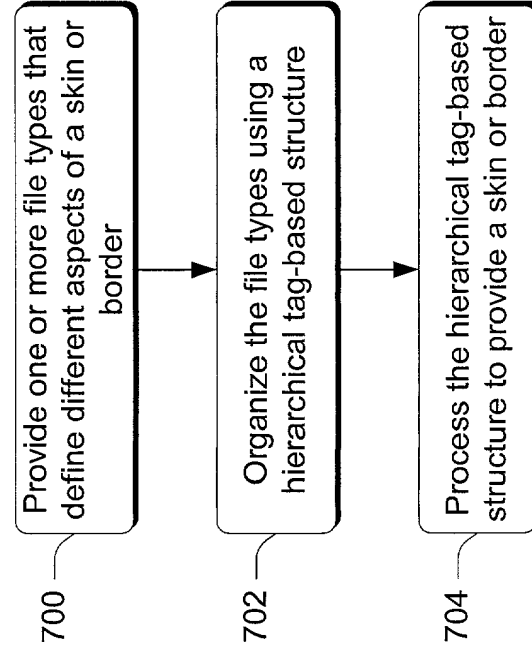 700
Provide one or more file types that
define different aspects of a skin or
border
702
Organize the file types using a
hierarchical tag-based structure
704
Process the hierarchical tag-based
structure to provide a skin or border